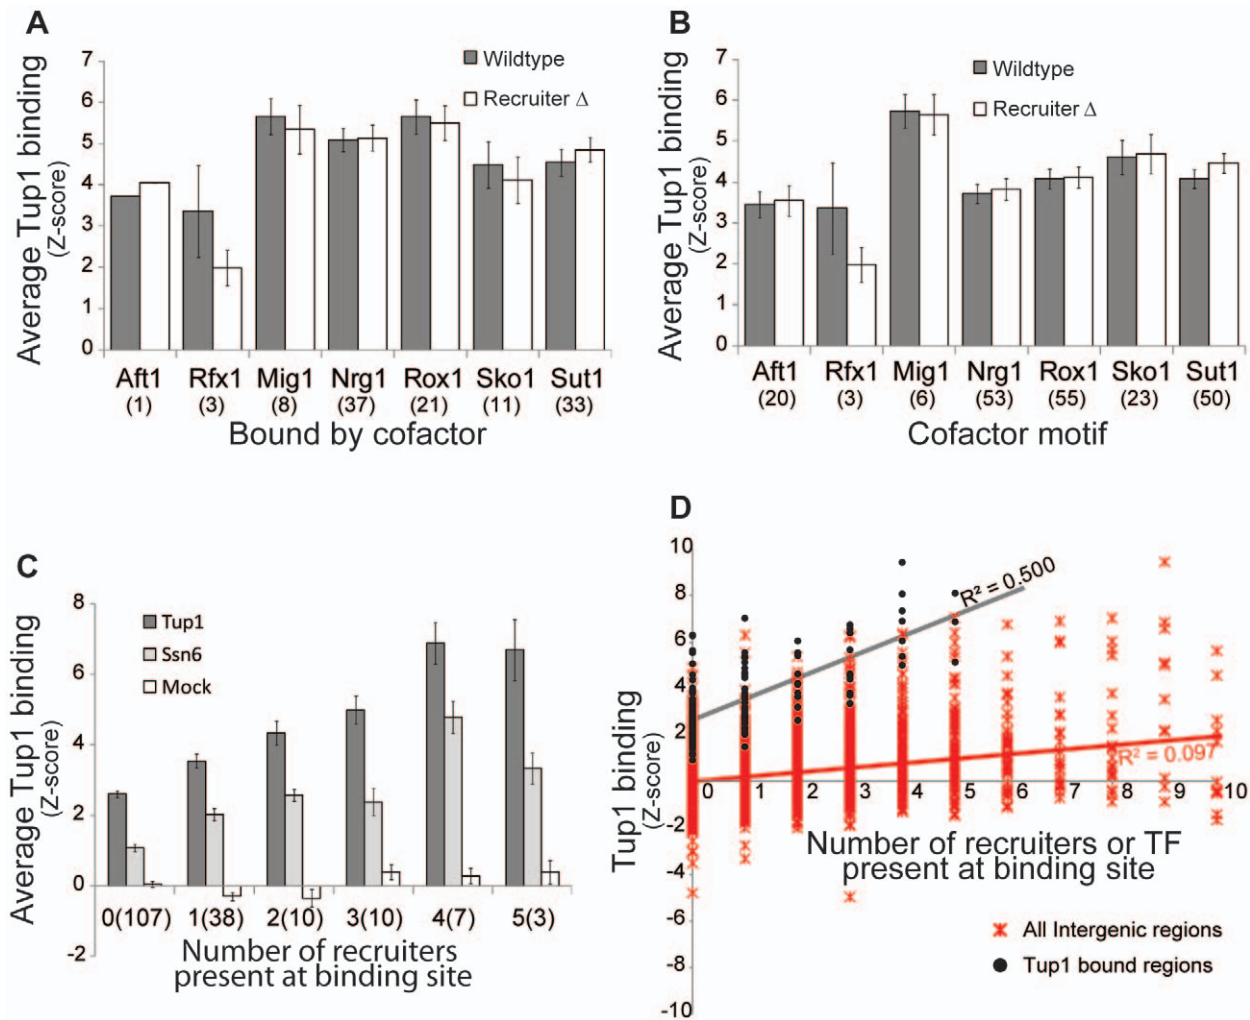 A
Average Tup1 binding
(Z-score)
7
6
5
4
3
2
1
0
Wildtype
Recruiter Δ
Aft1 Rfx1 Mig1 Nrg1 Rox1 Sko1 Sut1
(1) (3) (8) (37) (21) (11) (33)
Bound by cofactor
B
Average Tup1 binding
(Z-score)
7
6
5
4
3
2
1
0
Wildtype
Recruiter Δ
Aft1 Rfx1 Mig1 Nrg1 Rox1 Sko1 Sut1
(20) (3) (6) (53) (55) (23) (50)
Cofactor motif
C
Average Tup1 binding
(Z-score)
8
6
4
2
0
-2
Tup1
Ssn6
Mock
0(107) 1(38) 2(10) 3(10) 4(7) 5(3)
Number of recruiters
present at binding site
D
Tup1 binding
(Z-score)
10
8
6
4
2
-2
-4
-6
-8
-10
R² = 0.500
R² = 0.097
0 1 2 3 4 5 6 7 8 9 10
Number of recruiters or TF
present at binding site
All Intergenic regions
Tup1 bound regions